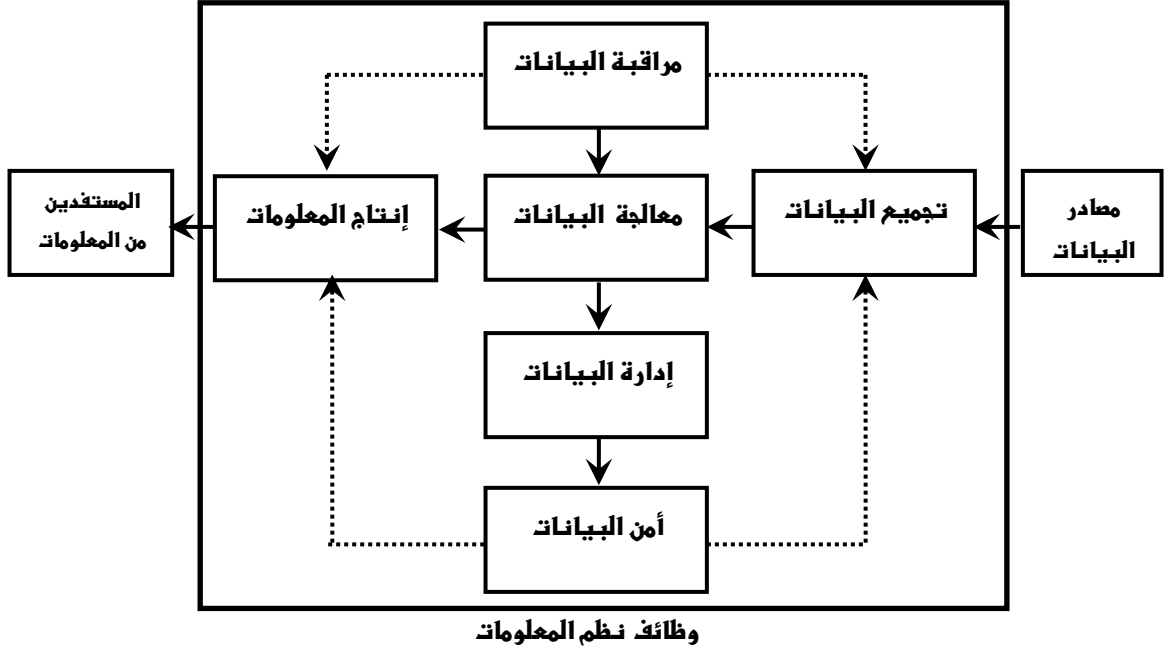 مراقبة البيانات
مصادر
البيانات
تجميع البيانات
معالجة البيانات
إنتاج المعلومات
المستفدين
من المعلومات
إدارة البيانات
أمن البيانات
وظائف نظم المعلومات